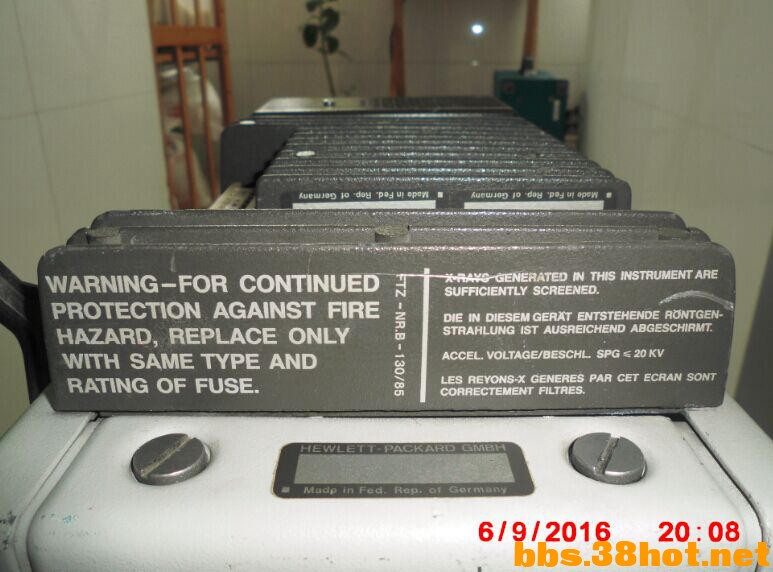 Made in Fed. Rep. of Germany
Made in Fed. Rep. of Germany
WARNING-FOR CONTINUED
PROTECTION AGAINST FIRE
HAZARD, REPLACE ONLY
WITH SAME TYPE AND
RATING OF FUSE.
FTZ-NR.B-130/85
X-RAYS GENERATED IN THIS INSTRUMENT ARE
SUFFICIENTLY SCREENED.
DIE IN DIESEM GERÄT ENTSTEHENDE RÖNTGEN-
STRAHLUNG IST AUSREICHEND ABGESCHIRMT.
ACCEL. VOLTAGE/BESCHL. SPG ≤ 20 KV
LES REYONS-X GENERES PAR CET ECRAN SONT
CORRECTEMENT FILTRES.
HEWLETT-PACKARD GMBH
Made in Fed. Rep. of Germany
6/9/2016 20:08
bbs.38hot.net